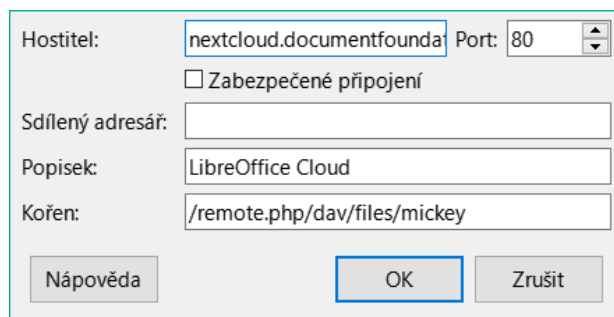 Hostitel: nextcloud.documentfoundat Port: 80
Zabezpečené připojení
Sdílený adresář:
Popisek: LibreOffice Cloud
Kořen: /remote.php/dav/files/mickey
Nápověda OK Zrušit